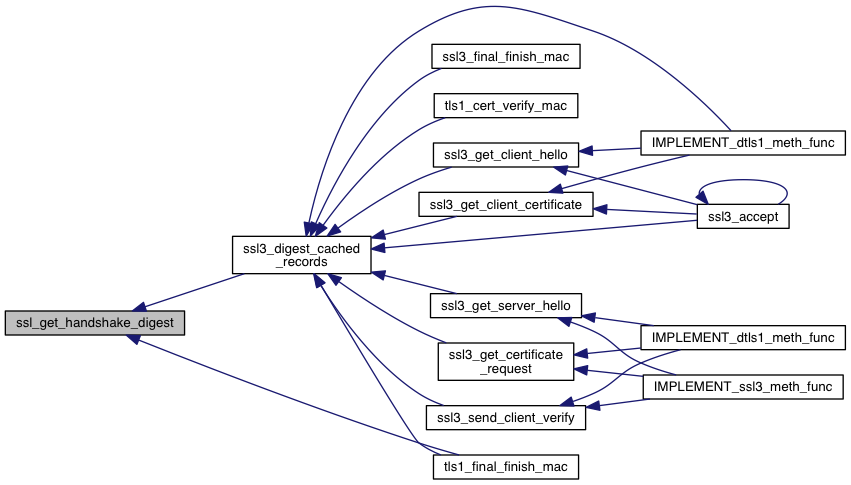 ssl3_final_finish_mac
tls1_cert_verify_mac
IMPLEMENT_dtls1_meth_func
ssl3_get_client_hello
ssl3_get_client_certificate
ssl3_accept
ssl3_digest_cached
_records
ssl3_get_server_hello
ssl_get_handshake_digest
IMPLEMENT_dtls1_meth_func
ssl3_get_certificate
_request
IMPLEMENT_ssl3_meth_func
ssl3_send_client_verify
tls1_final_finish_mac